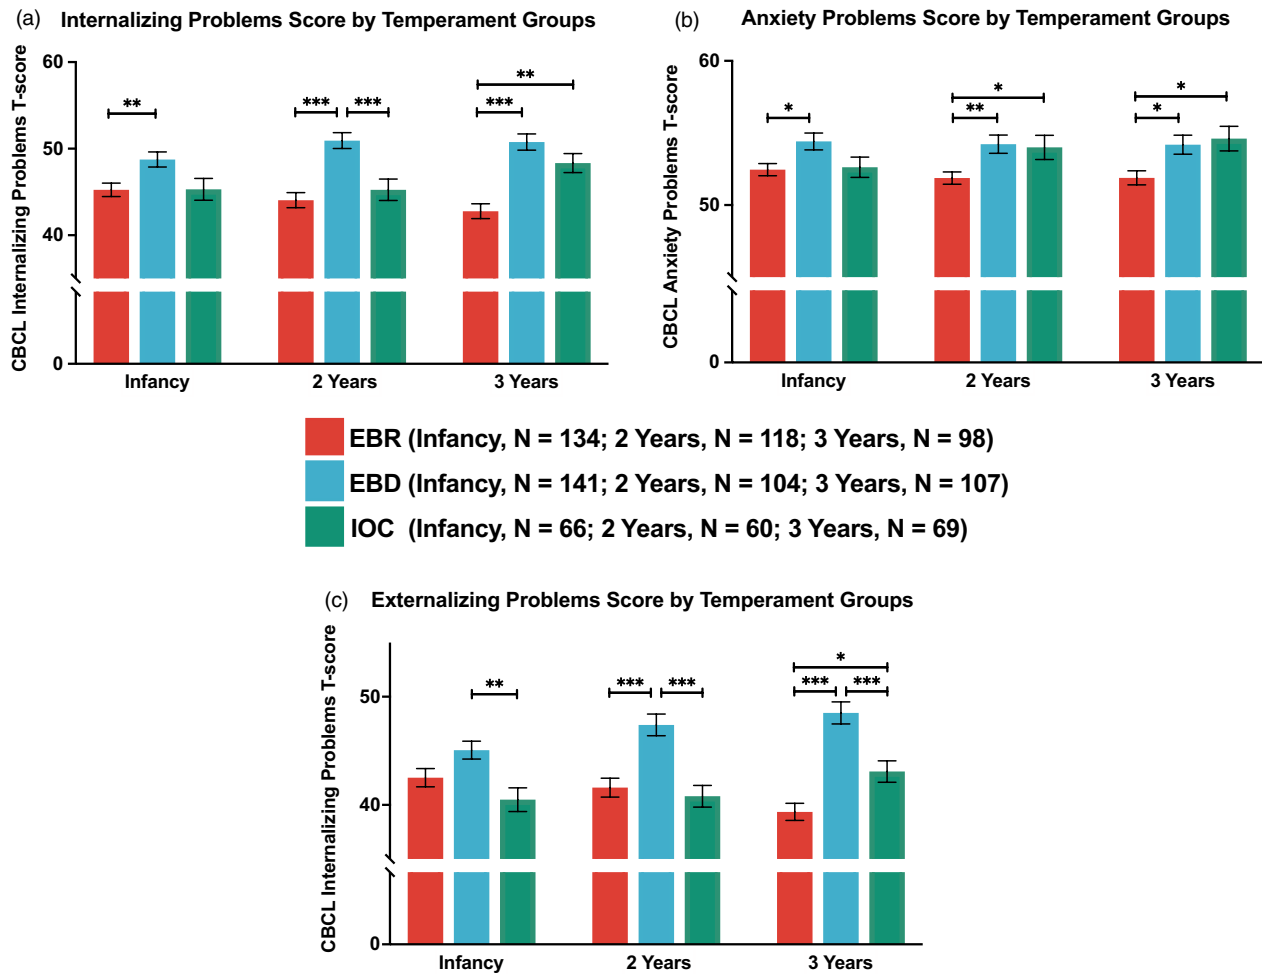 (a) Internalizing Problems Score by Temperament Groups
CBCL Internalizing Problems T-score
60
50
40
0
**
***
***
***
**
Infancy
2 Years
3 Years
(b) Anxiety Problems Score by Temperament Groups
CBCL Anxiety Problems T-score
60
50
0
*
**
*
*
*
Infancy
2 Years
3 Years
EBR (Infancy, N = 134; 2 Years, N = 118; 3 Years, N = 98)
EBD (Infancy, N = 141; 2 Years, N = 104; 3 Years, N = 107)
IOC (Infancy, N = 66; 2 Years, N = 60; 3 Years, N = 69)
(c) Externalizing Problems Score by Temperament Groups
CBCL Internalizing Problems T-score
50
40
0
**
***
***
*
***
***
Infancy
2 Years
3 Years